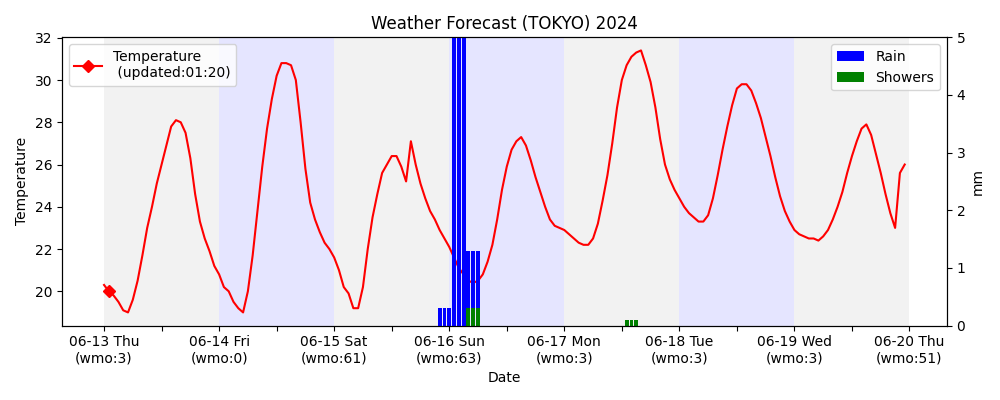 Weather Forecast (TOKYO) 2024
Temperature
(updated:01:20)
Rain
Showers
32
30
28
26
24
22
20
Temperature
5
4
3
2
1
0
mm
06-13 Thu
(wmo:3)
06-14 Fri
(wmo:0)
06-15 Sat
(wmo:61)
06-16 Sun
(wmo:63)
06-17 Mon
(wmo:3)
06-18 Tue
(wmo:3)
06-19 Wed
(wmo:3)
06-20 Thu
(wmo:51)
Date